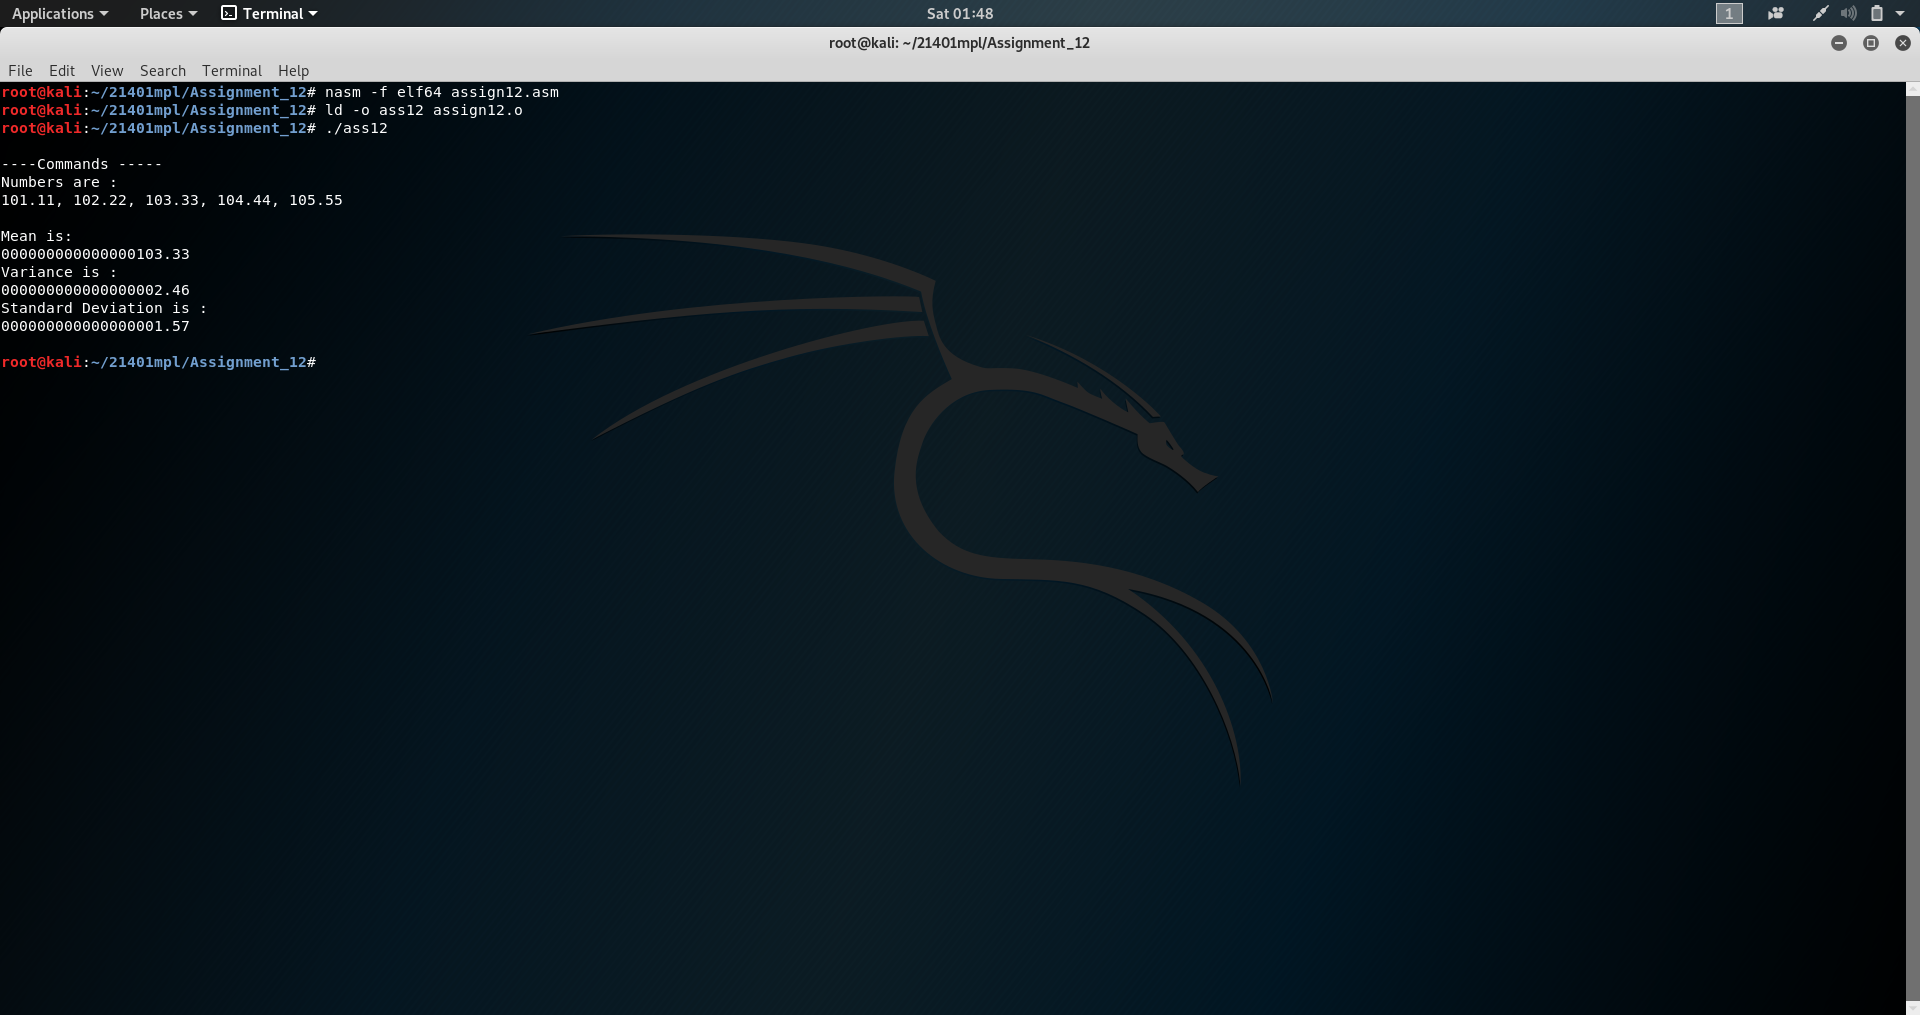 Applications Places Terminal Sat 01:48 1
root@kali: ~/21401mpl/Assignment_12
File Edit View Search Terminal Help
root@kali:~/21401mpl/Assignment_12# nasm -f elf64 assign12.asm
root@kali:~/21401mpl/Assignment_12# ld -o ass12 assign12.o
root@kali:~/21401mpl/Assignment_12# ./ass12
----Commands -----
Numbers are :
101.11, 102.22, 103.33, 104.44, 105.55
Mean is:
000000000000000103.33
Variance is :
000000000000000002.46
Standard Deviation is :
000000000000000001.57
root@kali:~/21401mpl/Assignment_12#